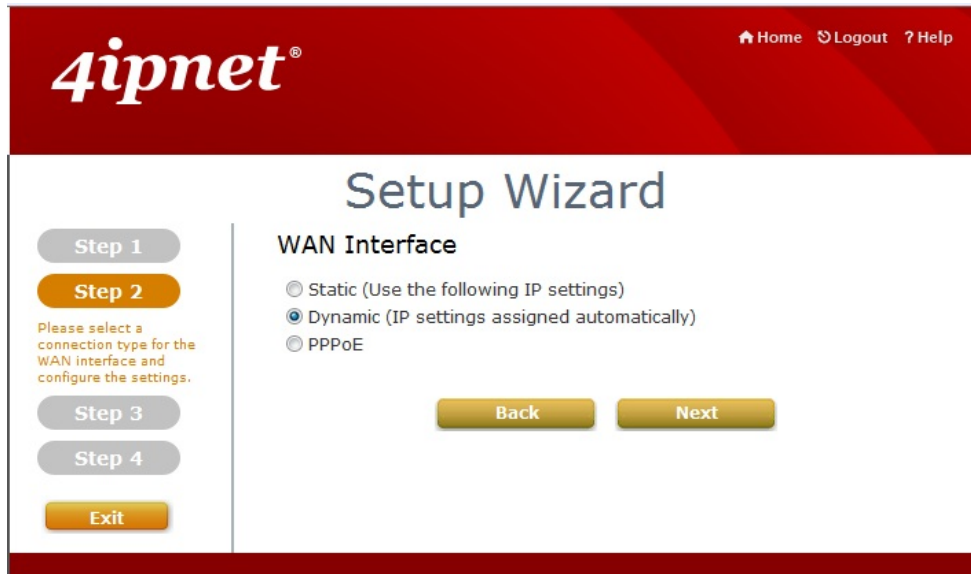 4ipnet®
Home Logout ? Help
Setup Wizard
Step 1
Step 2
Please select a
connection type for the
WAN interface and
configure the settings.
Step 3
Step 4
Exit
WAN Interface
Static (Use the following IP settings)
Dynamic (IP settings assigned automatically)
PPPoE
Back Next